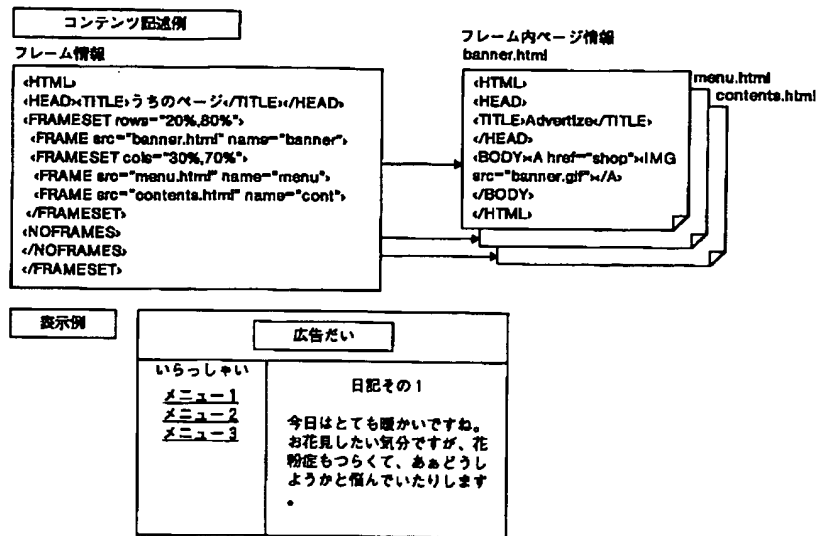 コンテンツ記述例
フレーム情報
<HTML>
<HEAD><TITLE>うちのページ</TITLE></HEAD>
<FRAMESET rows="20%,80%">
<FRAME src="banner.html" name="banner">
<FRAMESET cols="30%,70%">
<FRAME src="menu.html" name="menu">
<FRAME src="contents.html" name="cont">
</FRAMESET>
<NOFRAMES>
</NOFRAMES>
</FRAMESET>
フレーム内ページ情報
banner.html
<HTML>
<HEAD>
<TITLE>Advertize</TITLE>
</HEAD>
<BODY><A href="shop"><IMG
src="banner.gif"></A>
</BODY>
</HTML>
menu.html
contents.html
表示例
広告だい
いらっしゃい
メニュー1
メニュー2
メニュー3
日記その1
今日はとても暖かいですね。
お花見したい気分ですが、花
粉症もつらくて、あぁどうし
ようかと悩んでいたりします
。